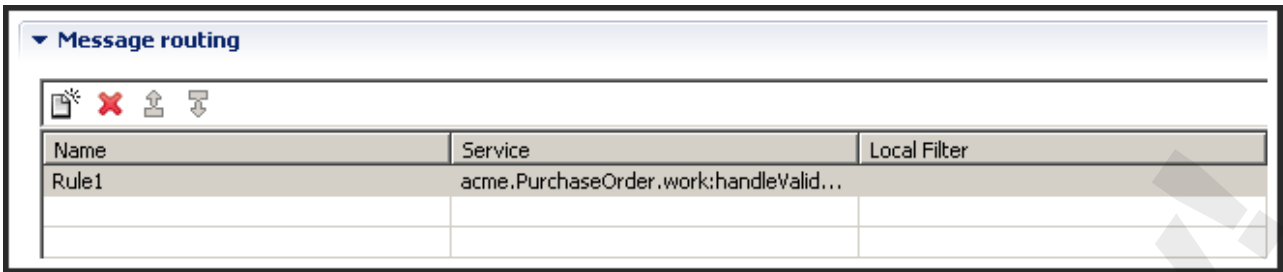 Message routing
Name Service Local Filter
Rule1 acme.PurchaseOrder.work:handleValid...